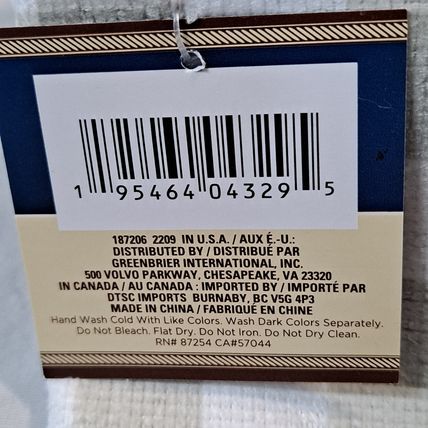 1 95464 04329 5
187206 2209 IN U.S.A. / AUX É.-U.:
DISTRIBUTED BY / DISTRIBUÉ PAR
GREENBRIER INTERNATIONAL, INC.
500 VOLVO PARKWAY, CHESAPEAKE, VA 23320
IN CANADA / AU CANADA : IMPORTED BY / IMPORTÉ PAR
DTSC IMPORTS BURNABY, BC V5G 4P3
MADE IN CHINA / FABRIQUÉ EN CHINE
Hand Wash Cold With Like Colors. Wash Dark Colors Separately.
Do Not Bleach. Flat Dry. Do Not Iron. Do Not Dry Clean.
RN# 87254 CA#57044